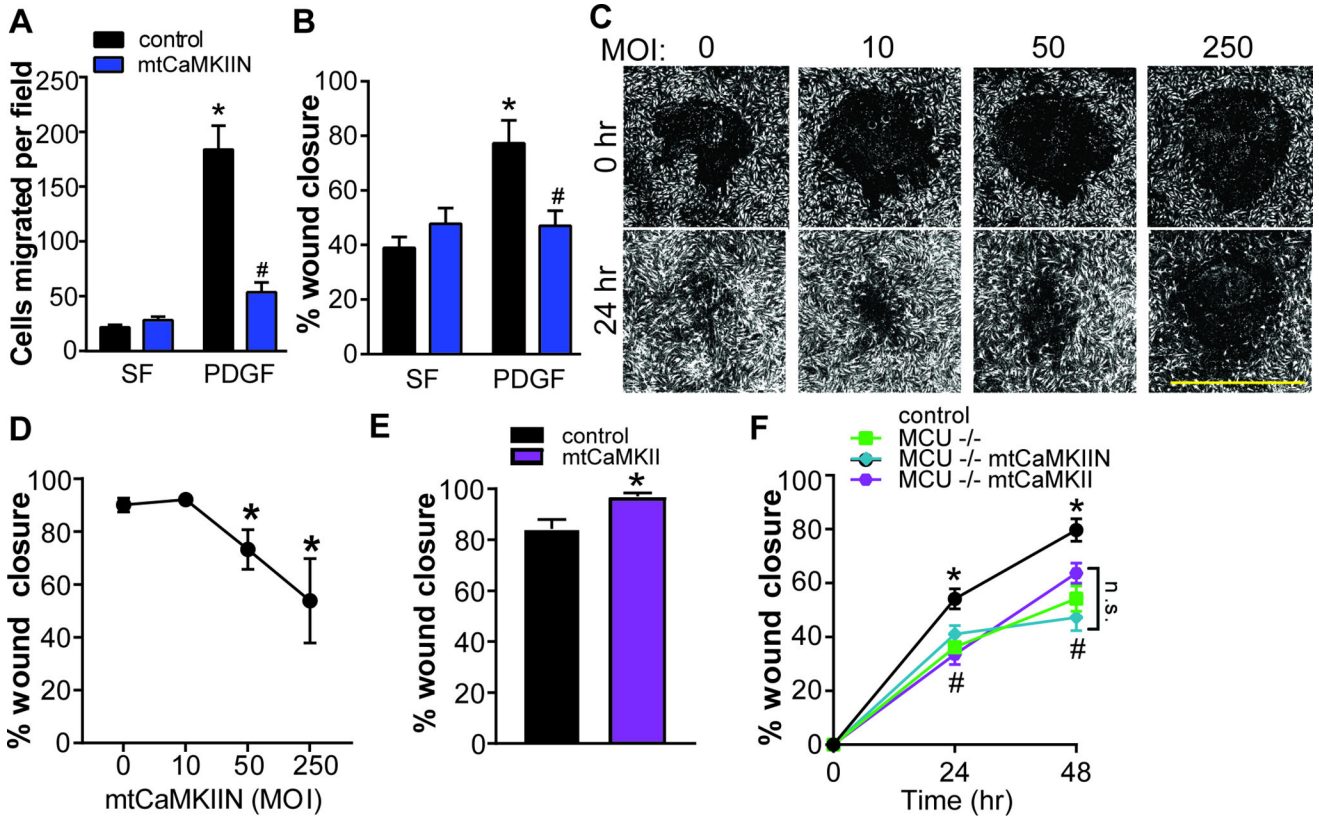 A
control
mtCaMKIIN
Cells migrated per field
250
200
150
100
50
0
*
#
SF
PDGF
B
% wound closure
100
80
60
40
20
0
*
#
SF
PDGF
C
MOI: 0 10 50 250
0 hr
24 hr
D
% wound closure
100
80
60
40
20
0
*
*
0 10 50 250
mtCaMKIIN (MOI)
E
control
mtCaMKII
% wound closure
100
80
60
40
20
0
*
F
control
MCU -/-
MCU -/- mtCaMKIIN
MCU -/- mtCaMKII
% wound closure
100
80
60
40
20
0
*
*
#
#
n.s.
0 24 48
Time (hr)